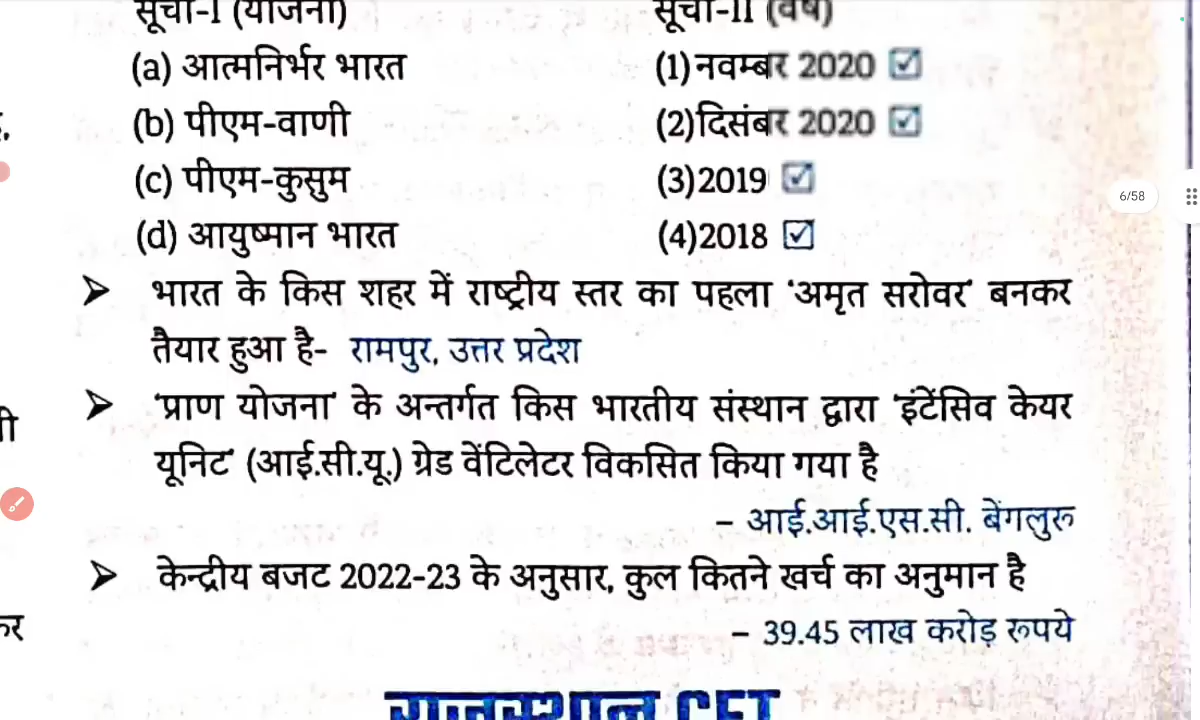 सूची-I (योजना) सूची-II (वर्ष)
(a) आत्मनिर्भर भारत (1)नवम्बर 2020
(b) पीएम-वाणी (2)दिसंबर 2020
(c) पीएम-कुसुम (3)2019
(d) आयुष्मान भारत (4)2018
6/58
भारत के किस शहर में राष्ट्रीय स्तर का पहला 'अमृत सरोवर' बनकर
तैयार हुआ है- रामपुर, उत्तर प्रदेश
'प्राण योजना' के अन्तर्गत किस भारतीय संस्थान द्वारा 'इंटेंसिव केयर
यूनिट' (आई.सी.यू.) ग्रेड वेंटिलेटर विकसित किया गया है
– आई.आई.एस.सी. बेंगलुरू
केन्द्रीय बजट 2022-23 के अनुसार, कुल कितने खर्च का अनुमान है
– 39.45 लाख करोड़ रूपये
राजस्थान CET